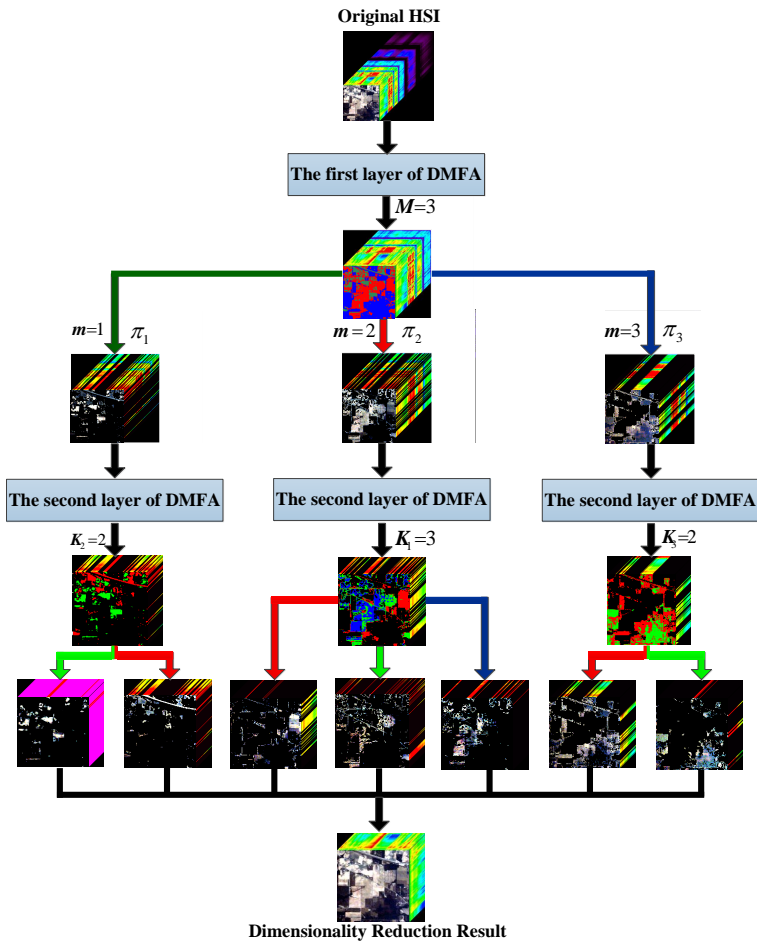 Original HSI
The first layer of DMFA
M=3
m=1 π₁
m=2 π₂
m=3 π₃
The second layer of DMFA
The second layer of DMFA
The second layer of DMFA
K₂=2
K₁=3
K₃=2
Dimensionality Reduction Result